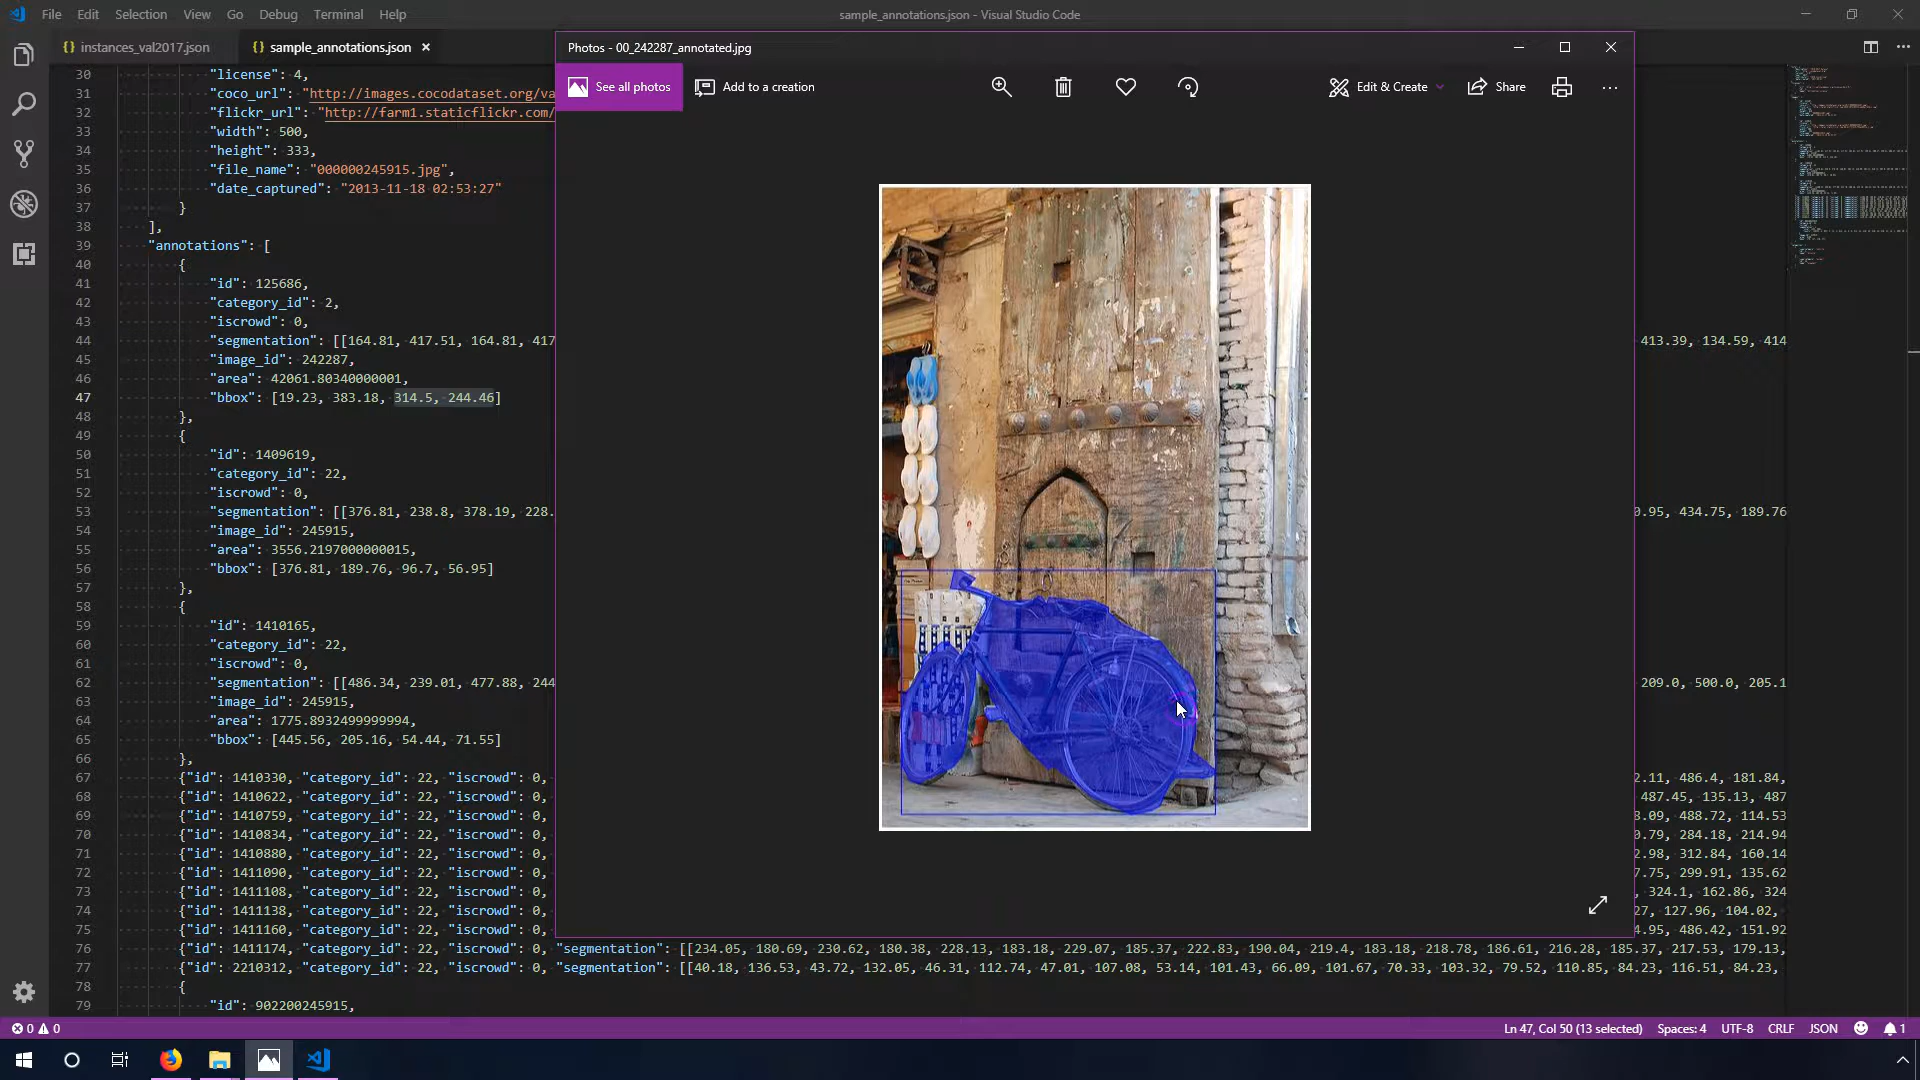 File Edit Selection View Go Debug Terminal Help
sample_annotations.json - Visual Studio Code
{} instances_val2017.json
{} sample_annotations.json ×
30 "license": 4,
31 "coco_url": "http://images.cocodataset.org/va
32 "flickr_url": "http://farm1.staticflickr.com/
33 "width": 500,
34 "height": 333,
35 "file_name": "000000245915.jpg",
36 "date_captured": "2013-11-18 02:53:27"
37 }
38 ],
39 "annotations": [
40 {
41 "id": 125686,
42 "category_id": 2,
43 "iscrowd": 0,
44 "segmentation": [[164.81, 417.51, 164.81, 417 413.39, 134.59, 414
45 "image_id": 242287,
46 "area": 42061.80340000001,
47 "bbox": [19.23, 383.18, 314.5, 244.46]
48 },
49 {
50 "id": 1409619,
51 "category_id": 22,
52 "iscrowd": 0,
53 "segmentation": [[376.81, 238.8, 378.19, 228. 0.95, 434.75, 189.76
54 "image_id": 245915,
55 "area": 3556.2197000000015,
56 "bbox": [376.81, 189.76, 96.7, 56.95]
57 },
58 {
59 "id": 1410165,
60 "category_id": 22,
61 "iscrowd": 0,
62 "segmentation": [[486.34, 239.01, 477.88, 244 209.0, 500.0, 205.1
63 "image_id": 245915,
64 "area": 1775.8932499999994,
65 "bbox": [445.56, 205.16, 54.44, 71.55]
66 },
67 {"id": 1410330, "category_id": 22, "iscrowd": 0, 2.11, 486.4, 181.84,
68 {"id": 1410622, "category_id": 22, "iscrowd": 0, 487.45, 135.13, 487
69 {"id": 1410759, "category_id": 22, "iscrowd": 0, 8.09, 488.72, 114.53
70 {"id": 1410834, "category_id": 22, "iscrowd": 0, 0.79, 284.18, 214.94
71 {"id": 1410880, "category_id": 22, "iscrowd": 0, 2.98, 312.84, 160.14
72 {"id": 1411090, "category_id": 22, "iscrowd": 0, 7.75, 299.91, 135.62
73 {"id": 1411108, "category_id": 22, "iscrowd": 0, , 324.1, 162.86, 324
74 {"id": 1411138, "category_id": 22, "iscrowd": 0, 27, 127.96, 104.02,
75 {"id": 1411160, "category_id": 22, "iscrowd": 0, 4.95, 486.42, 151.92
76 {"id": 1411174, "category_id": 22, "iscrowd": 0, "segmentation": [[234.05, 180.69, 230.62, 180.38, 228.13, 183.18, 229.07, 185.37, 222.83, 190.04, 219.4, 183.18, 218.78, 186.61, 216.28, 185.37, 217.53, 179.13,
77 {"id": 2210312, "category_id": 22, "iscrowd": 0, "segmentation": [[40.18, 136.53, 43.72, 132.05, 46.31, 112.74, 47.01, 107.08, 53.14, 101.43, 66.09, 101.67, 70.33, 103.32, 79.52, 110.85, 84.23, 116.51, 84.23,
78 {
79 "id": 902200245915,
Photos - 00_242287_annotated.jpg
See all photos
Add to a creation
Edit & Create
Share
0 0
Ln 47, Col 50 (13 selected) Spaces: 4 UTF-8 CRLF JSON 1